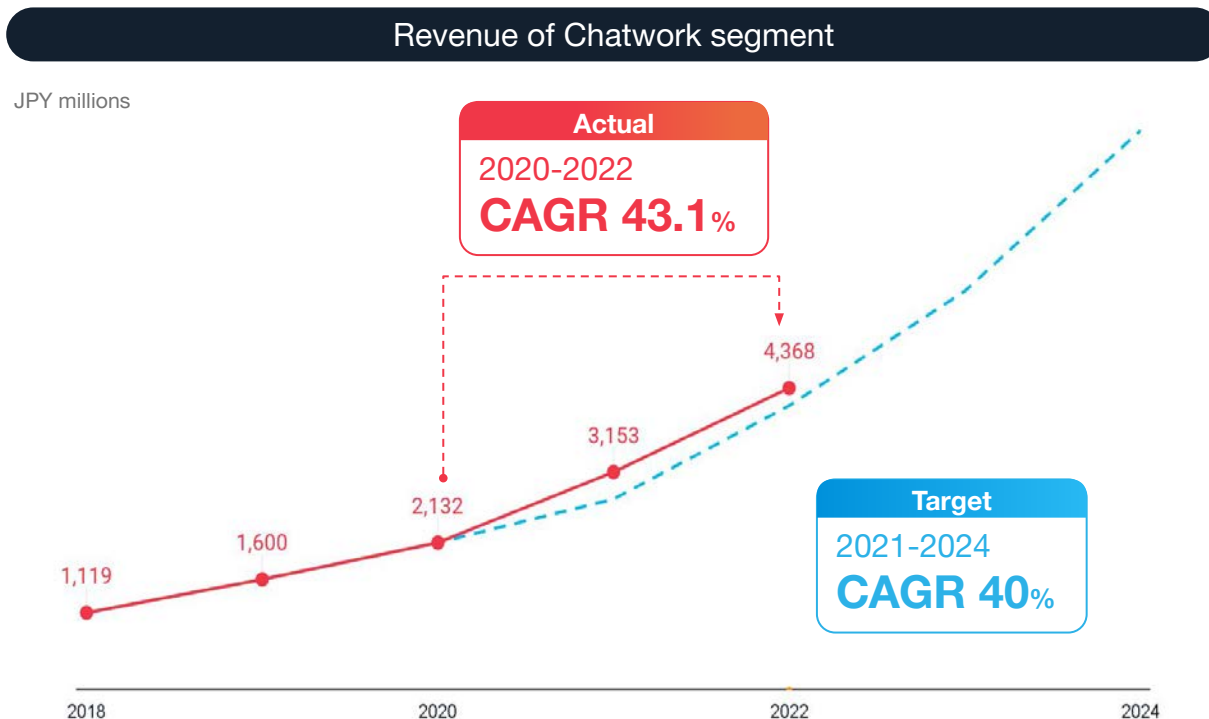 Revenue of Chatwork segment
JPY millions
Actual
2020-2022
CAGR 43.1%
4,368
3,153
2,132
1,600
1,119
Target
2021-2024
CAGR 40%
2018
2020
2022
2024